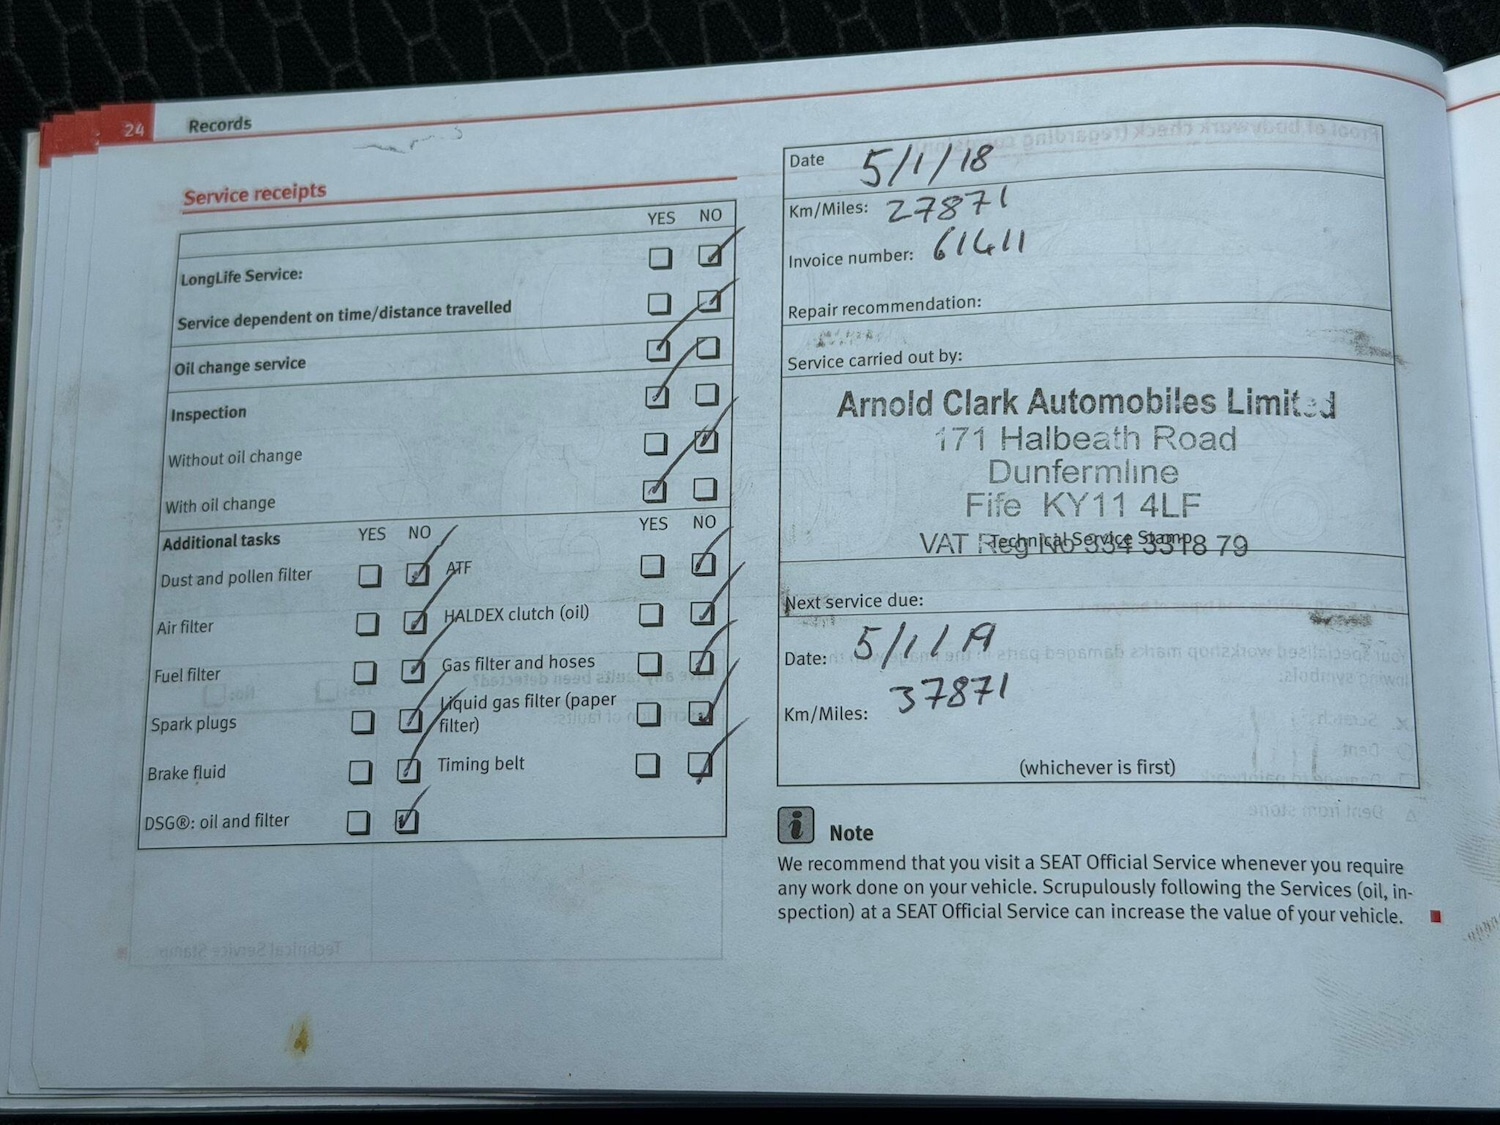 24 Records
Service receipts
YES NO
LongLife Service:
Service dependent on time/distance travelled
Oil change service
Inspection
Without oil change
With oil change
Additional tasks YES NO YES NO
Dust and pollen filter ATF
Air filter HALDEX clutch (oil)
Fuel filter Gas filter and hoses
Spark plugs Liquid gas filter (paper
filter)
Brake fluid Timing belt
DSG®: oil and filter
Date 5/1/18
Km/Miles: 27871
Invoice number: 61411
Repair recommendation:
Service carried out by:
Arnold Clark Automobiles Limited
171 Halbeath Road
Dunfermline
Fife KY11 4LF
VAT Reg No 334 3318 79
Technical Service Stamp
Next service due:
Date: 5/1/19
Km/Miles: 37871
(whichever is first)
i Note
We recommend that you visit a SEAT Official Service whenever you require
any work done on your vehicle. Scrupulously following the Services (oil, in-
spection) at a SEAT Official Service can increase the value of your vehicle.